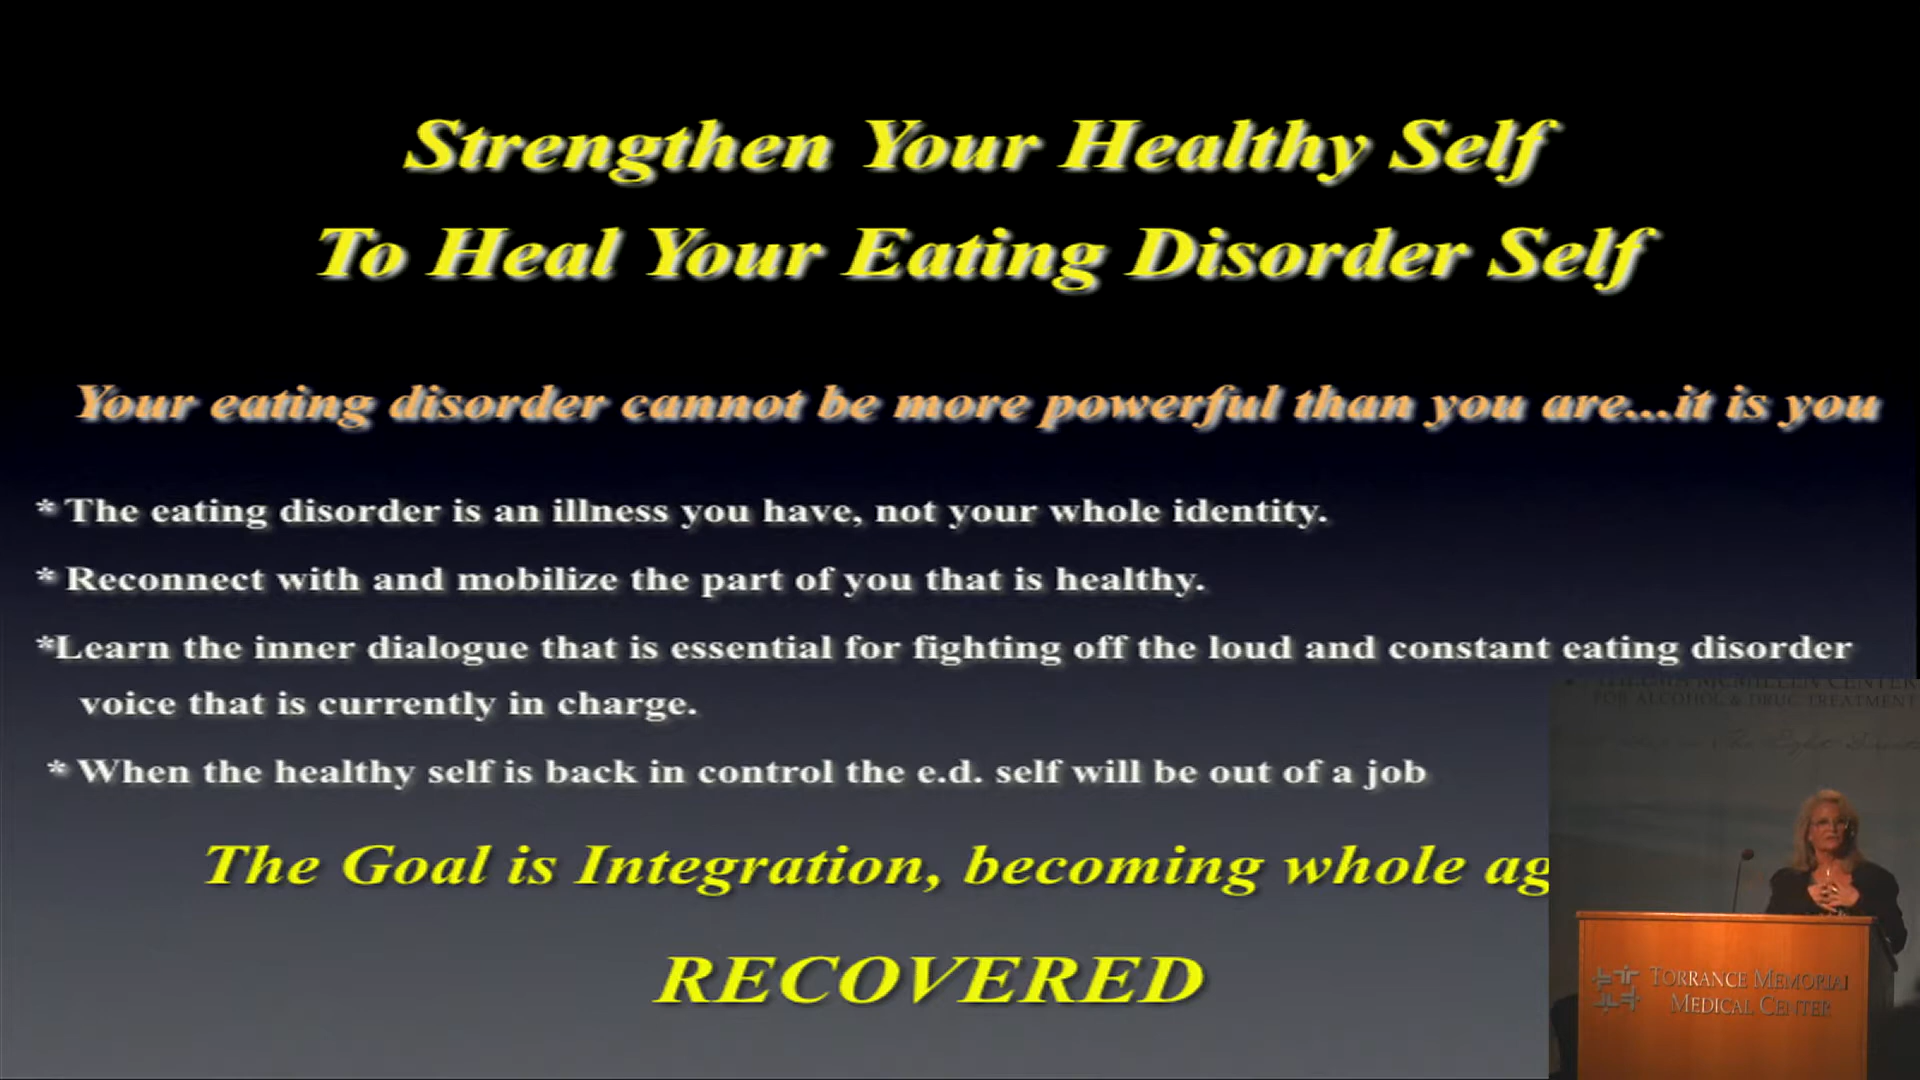 Strengthen Your Healthy Self
To Heal Your Eating Disorder Self
Your eating disorder cannot be more powerful than you are...it is you
* The eating disorder is an illness you have, not your whole identity.
* Reconnect with and mobilize the part of you that is healthy.
*Learn the inner dialogue that is essential for fighting off the loud and constant eating disorder
voice that is currently in charge.
* When the healthy self is back in control the e.d. self will be out of a job
The Goal is Integration, becoming whole ag
RECOVERED
CENTER
FOR ALCOHOL & DRUG TREATMENT
TORRANCE MEMORIAL
MEDICAL CENTER